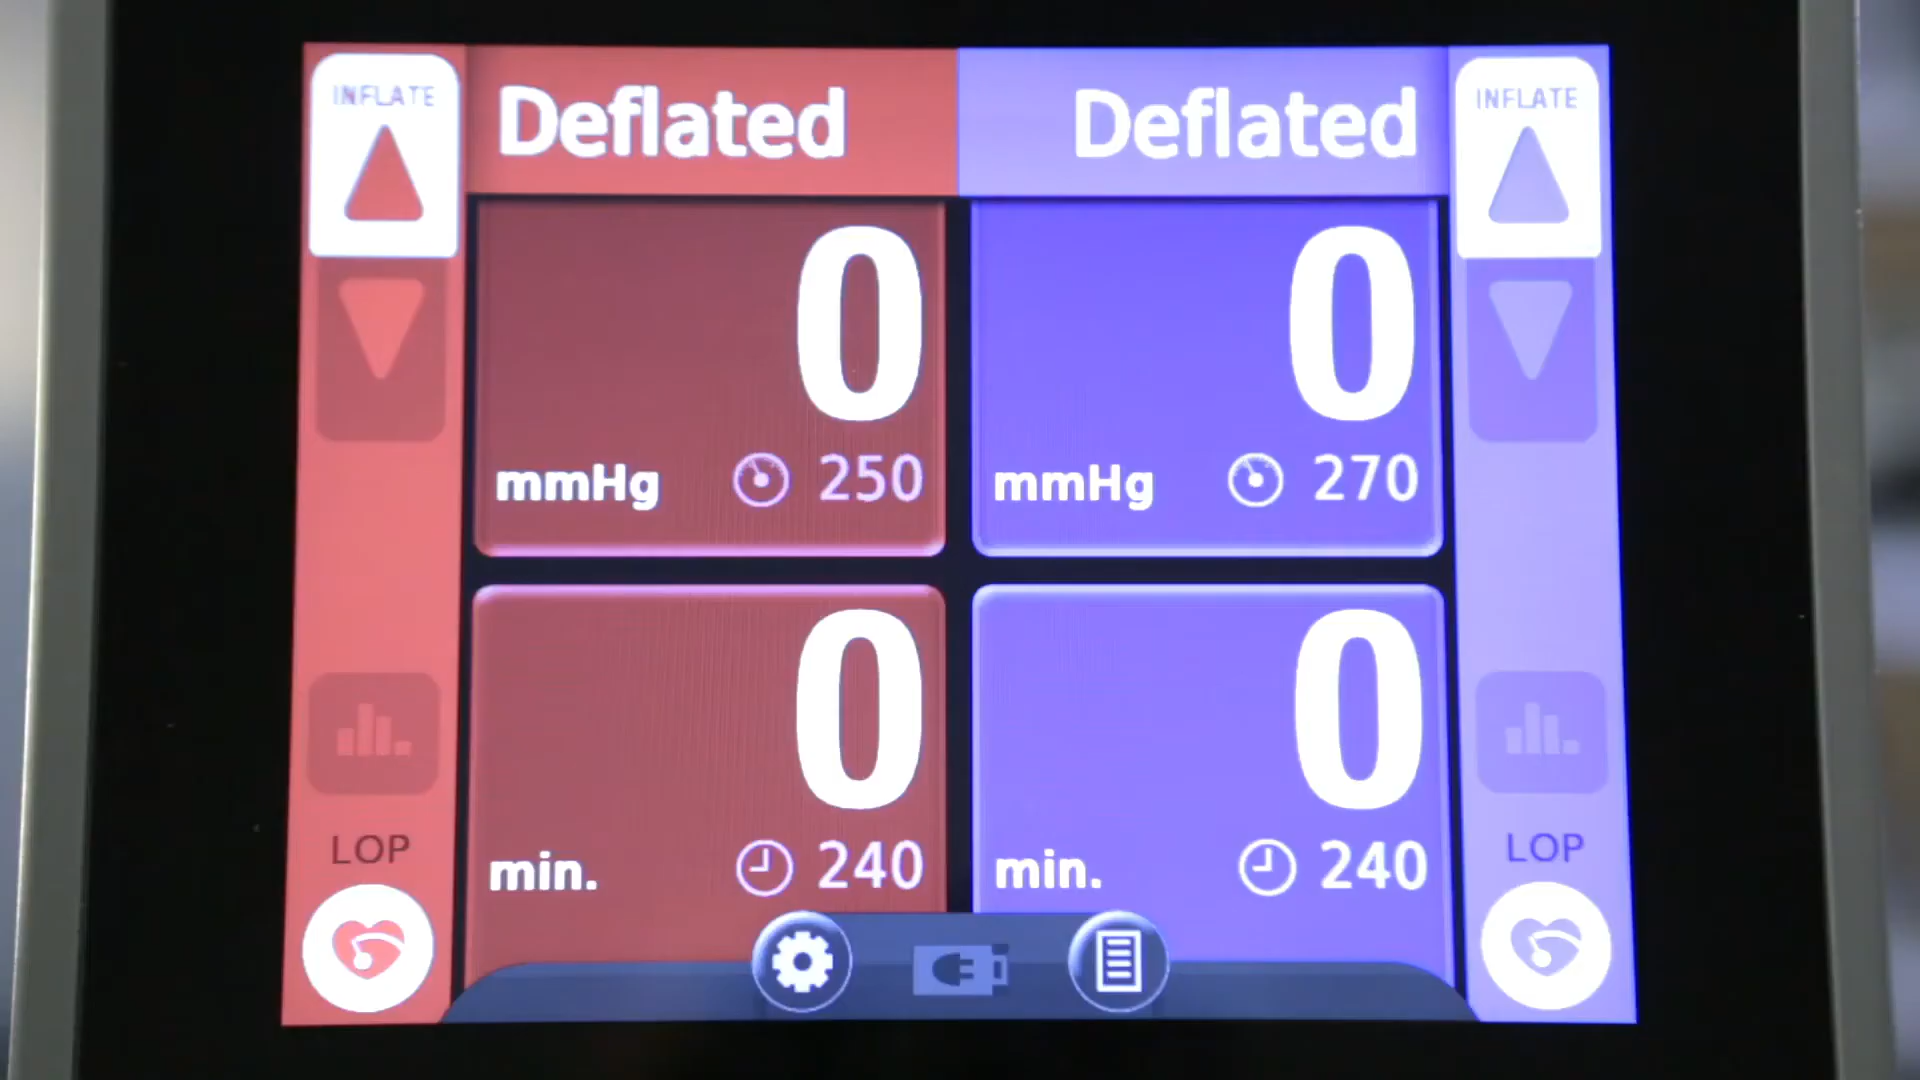 INFLATE
Deflated
Deflated
INFLATE
0
mmHg 250
0
mmHg 270
0
min. 240
0
min. 240
LOP
LOP